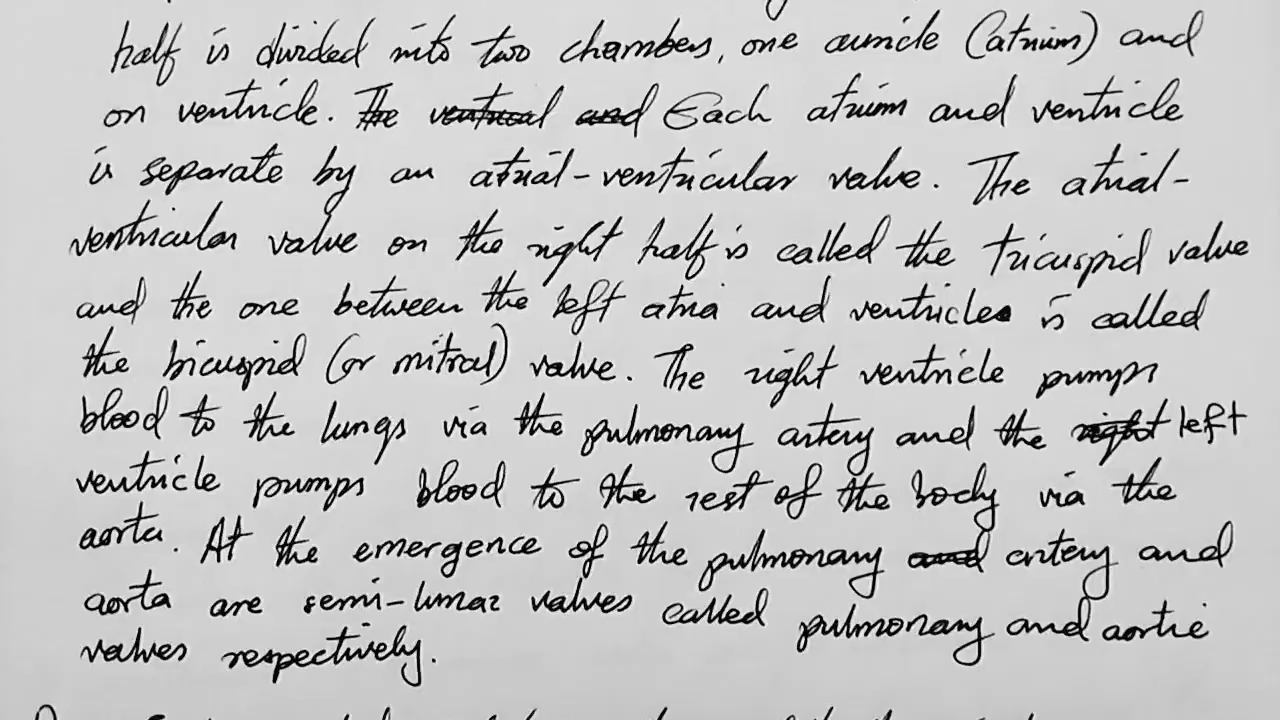 half is divided into two chambers, one auricle (atrium) and
on ventricle. The ventrical and Each atrium and ventricle
is separate by an atrial-ventricular valve. The atrial-
ventricular valve on the right half is called the tricuspid valve
and the one between the left atria and ventricle is called
the bicuspid (or mitral) valve. The right ventricle pumps
blood to the lungs via the pulmonary artery and the right left
ventricle pumps blood to the rest of the body via the
aorta. At the emergence of the pulmonary and artery and
aorta are semi-lunar valves called pulmonary and aortic
valves respectively.